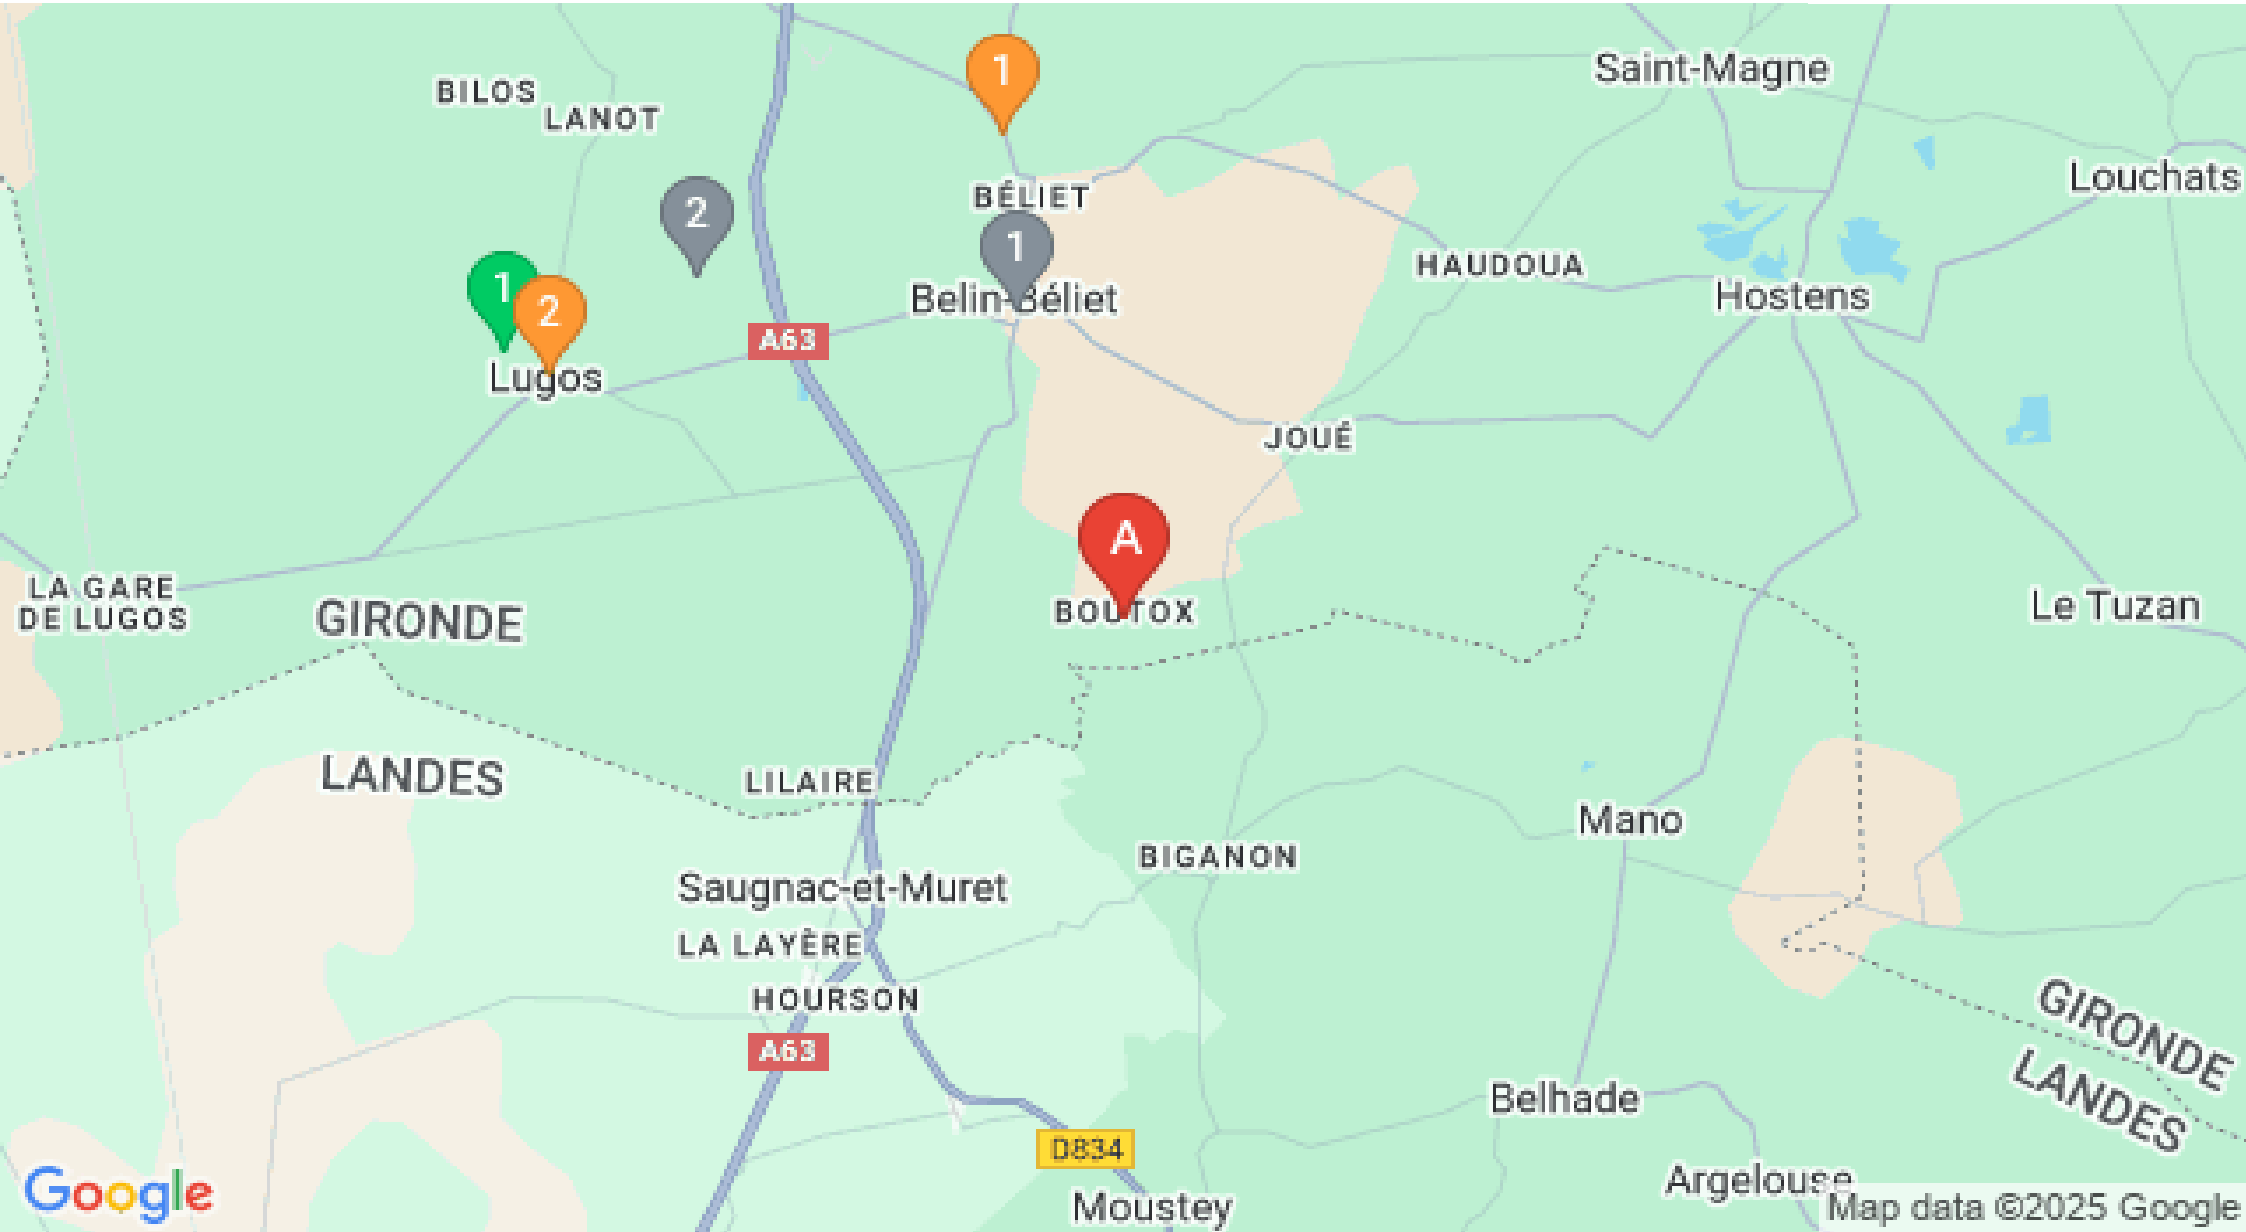 1
Saint-Magne
BILOS
LANOT
Louchats
BÉLIET
2
1
HAUDOUA
1
2
Belin-Béliet
Hostens
A63
Lugos
JOUÉ
A
LA GARE
DE LUGOS
GIRONDE
BOUTOX
Le Tuzan
LANDES
LILAIRE
Mano
BIGANON
Saugnac-et-Muret
LA LAYÈRE
HOURSON
GIRONDE
A63
LANDES
Belhade
D834
Argelouse
Google
Moustey
Map data ©2025 Google